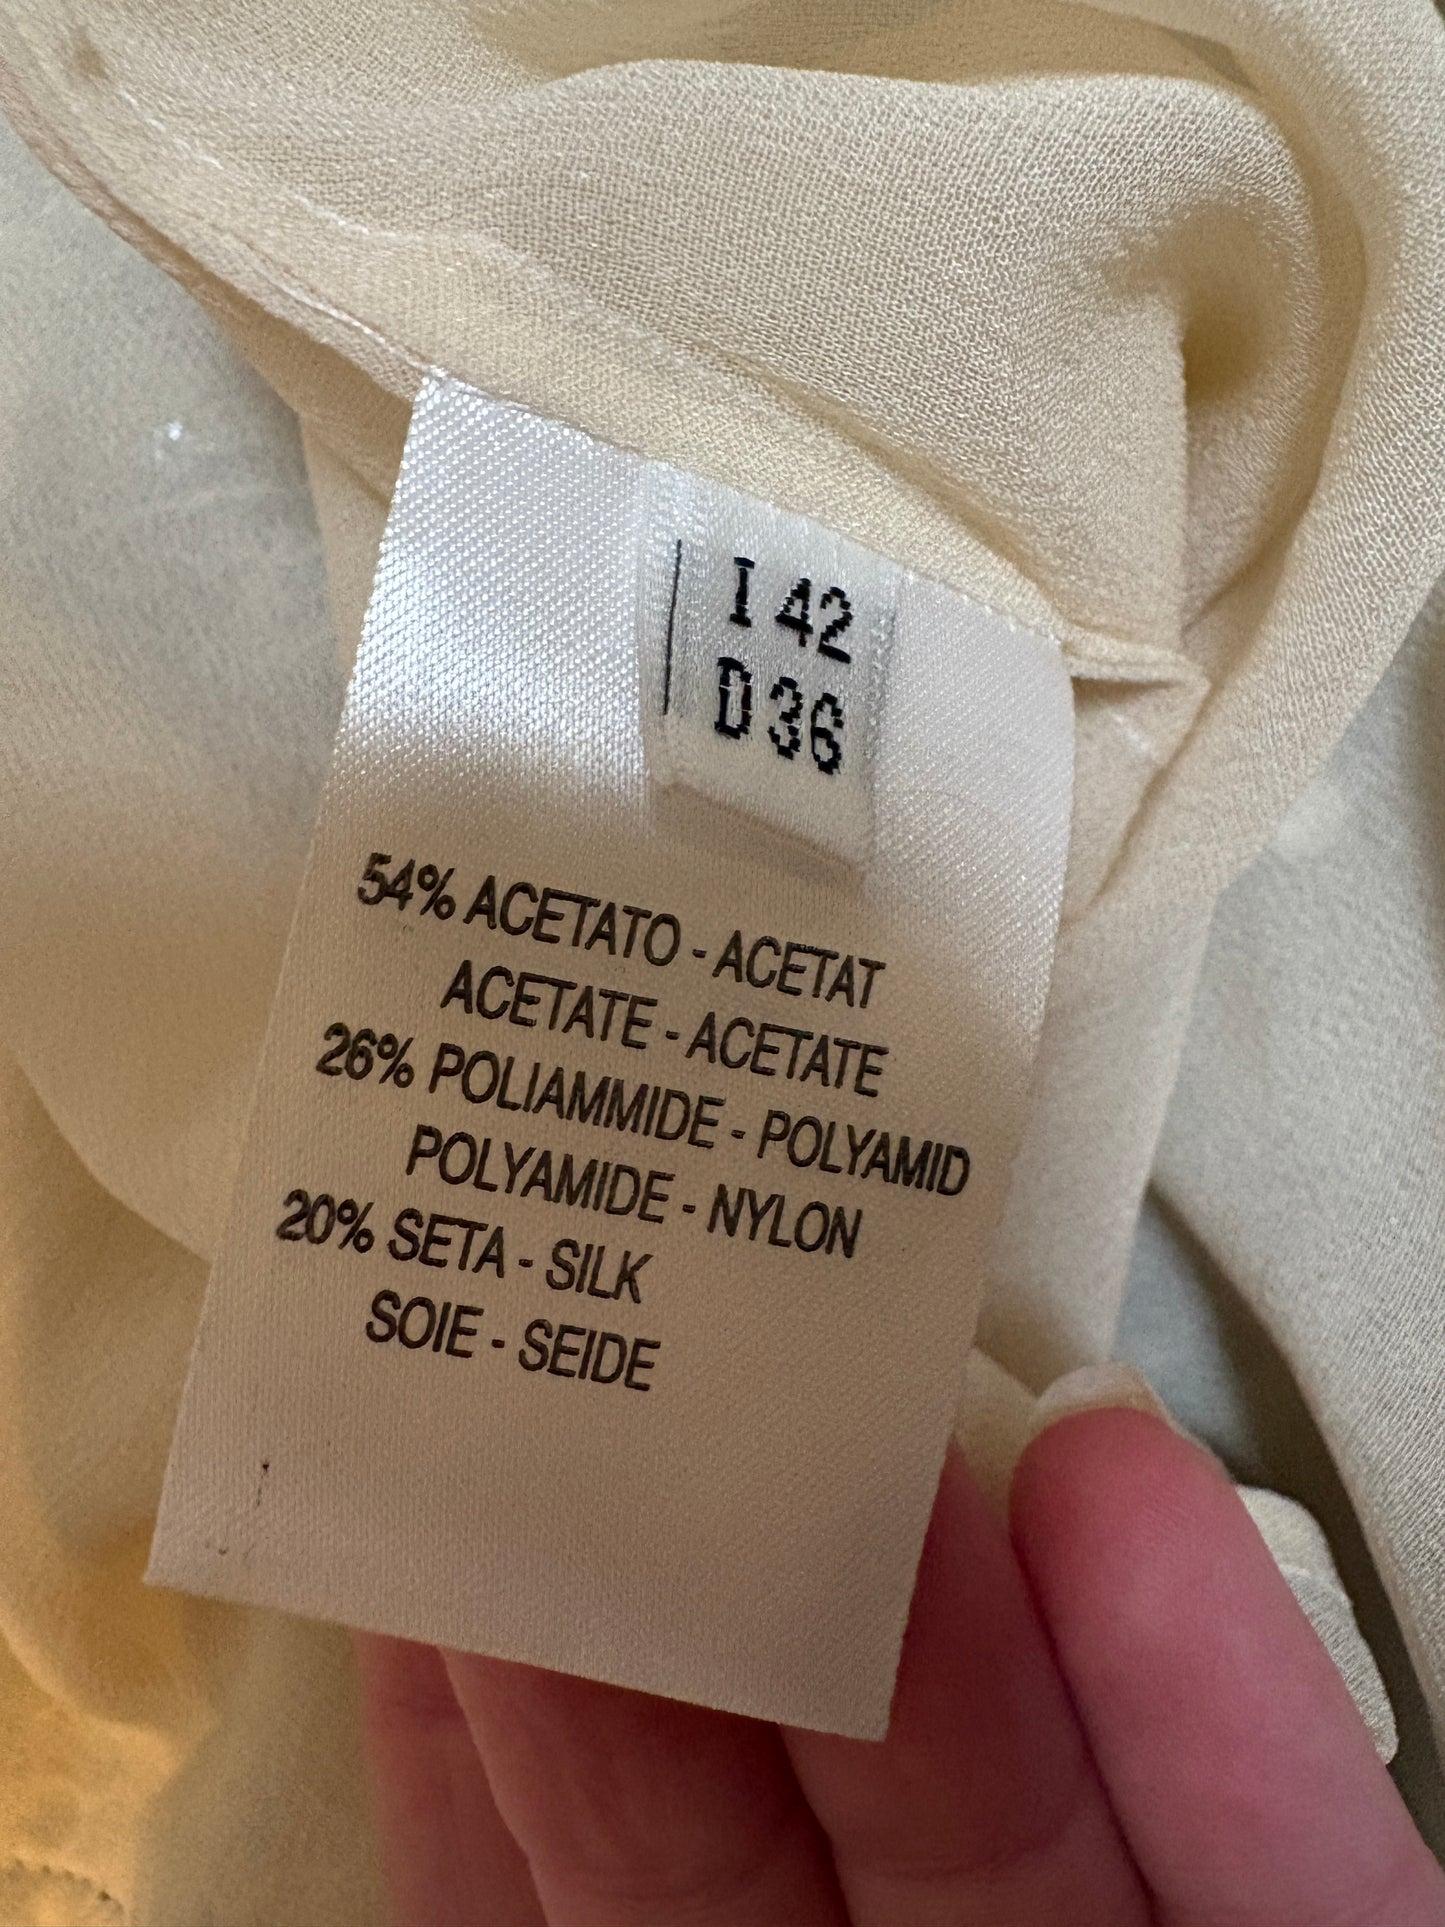 I 42
D 36
54% ACETATO - ACETAT
ACETATE - ACETATE
26% POLIAMMIDE - POLYAMID
POLYAMIDE - NYLON
20% SETA - SILK
SOIE - SEIDE